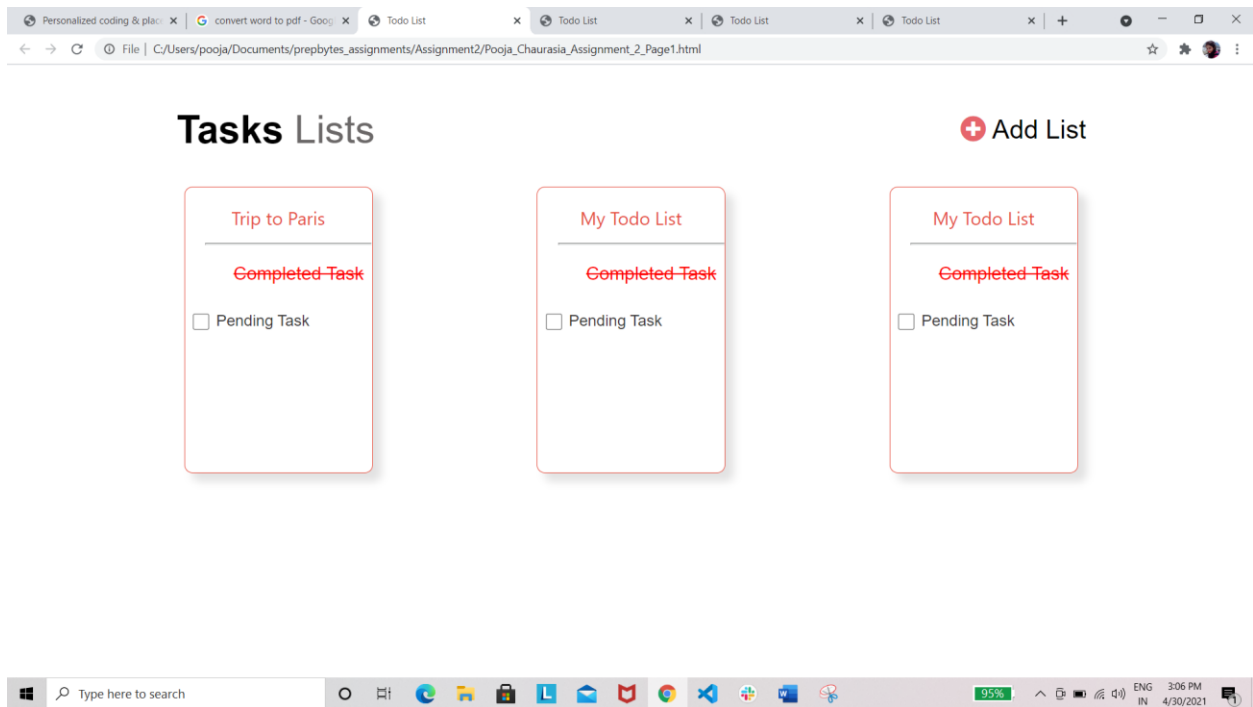 Personalized coding & plac
convert word to pdf - Goog
Todo List
Todo List
Todo List
Todo List
File | C:/Users/pooja/Documents/prepbytes_assignments/Assignment2/Pooja_Chaurasia_Assignment_2_Page1.html
Tasks Lists
Add List
Trip to Paris
Completed Task
Pending Task
My Todo List
Completed Task
Pending Task
My Todo List
Completed Task
Pending Task
Type here to search
L
W
95%
ENG
IN
3:06 PM
4/30/2021
1